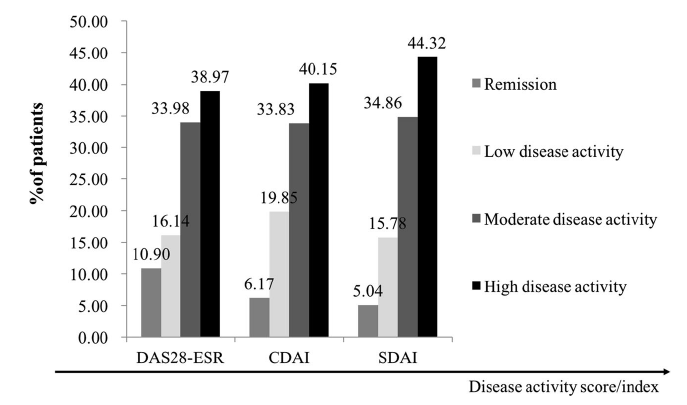 50.00
45.00
40.00
35.00
30.00
25.00
20.00
15.00
10.00
5.00
0.00
%of patients
10.90
16.14
33.98
38.97
6.17
19.85
33.83
40.15
5.04
15.78
34.86
44.32
DAS28-ESR
CDAI
SDAI
Disease activity score/index
Remission
Low disease activity
Moderate disease activity
High disease activity